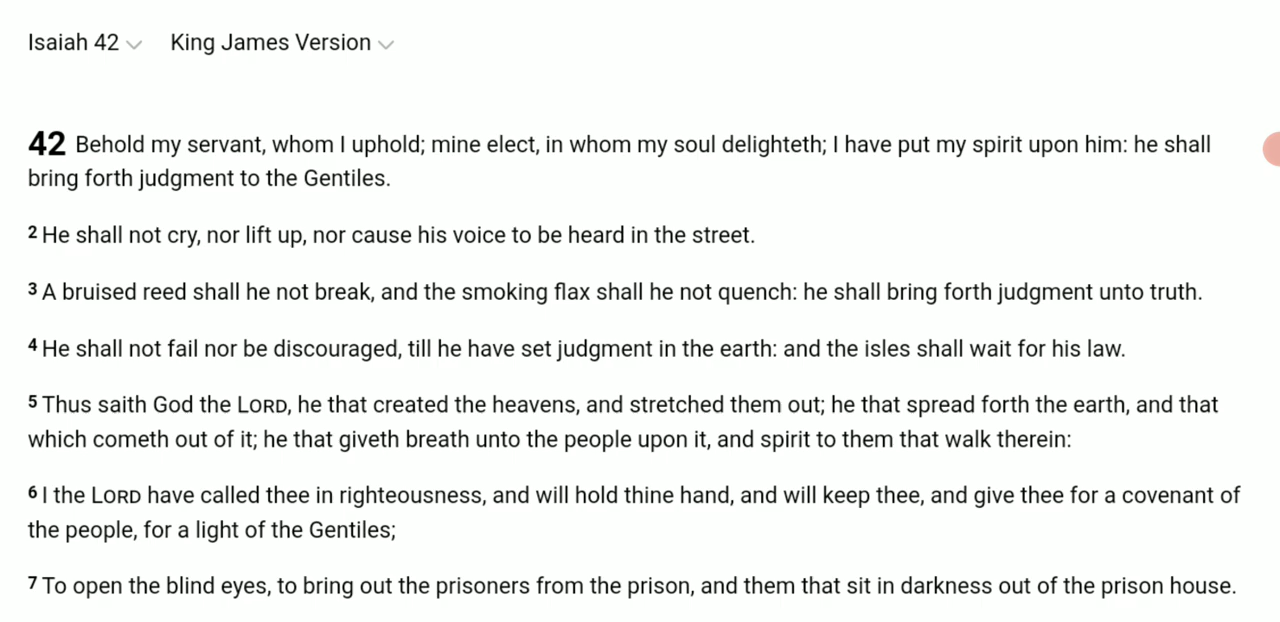 Isaiah 42 King James Version
42 Behold my servant, whom I uphold; mine elect, in whom my soul delighteth; I have put my spirit upon him: he shall
bring forth judgment to the Gentiles.
2 He shall not cry, nor lift up, nor cause his voice to be heard in the street.
3 A bruised reed shall he not break, and the smoking flax shall he not quench: he shall bring forth judgment unto truth.
4 He shall not fail nor be discouraged, till he have set judgment in the earth: and the isles shall wait for his law.
5 Thus saith God the LORD, he that created the heavens, and stretched them out; he that spread forth the earth, and that
which cometh out of it; he that giveth breath unto the people upon it, and spirit to them that walk therein:
6 I the LORD have called thee in righteousness, and will hold thine hand, and will keep thee, and give thee for a covenant of
the people, for a light of the Gentiles;
7 To open the blind eyes, to bring out the prisoners from the prison, and them that sit in darkness out of the prison house.